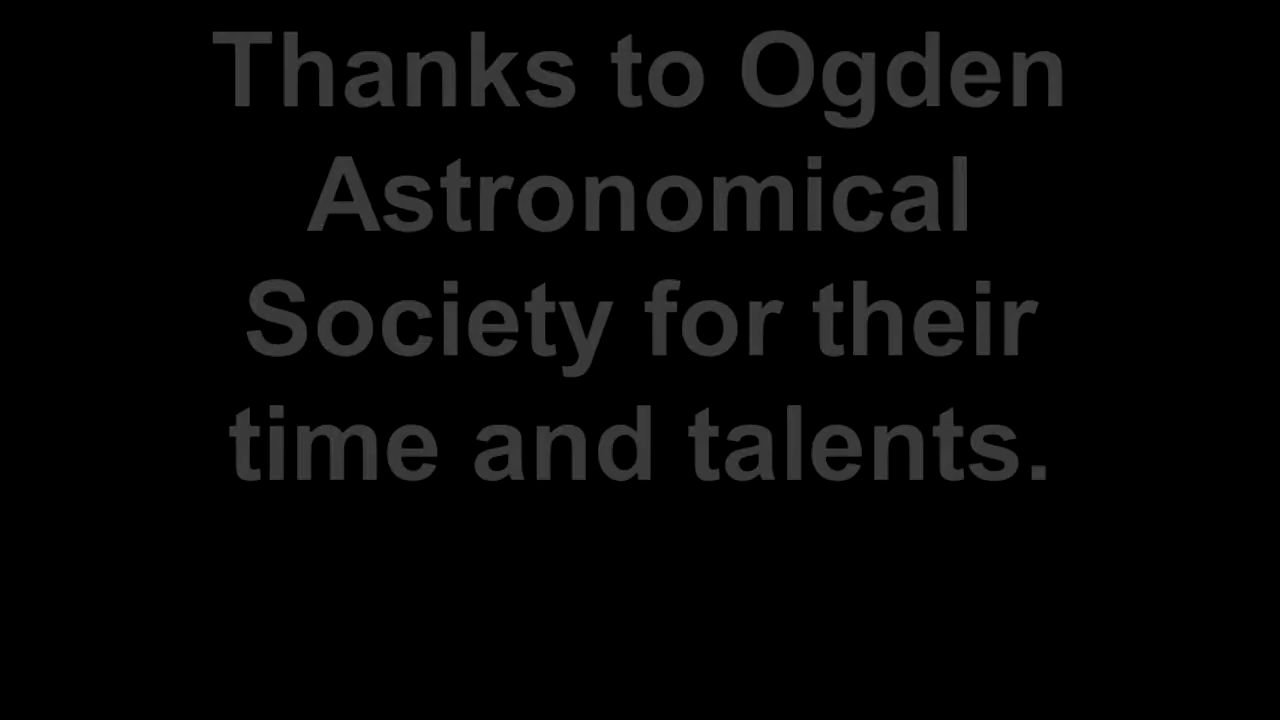 Thanks to Ogden
Astronomical
Society for their
time and talents.